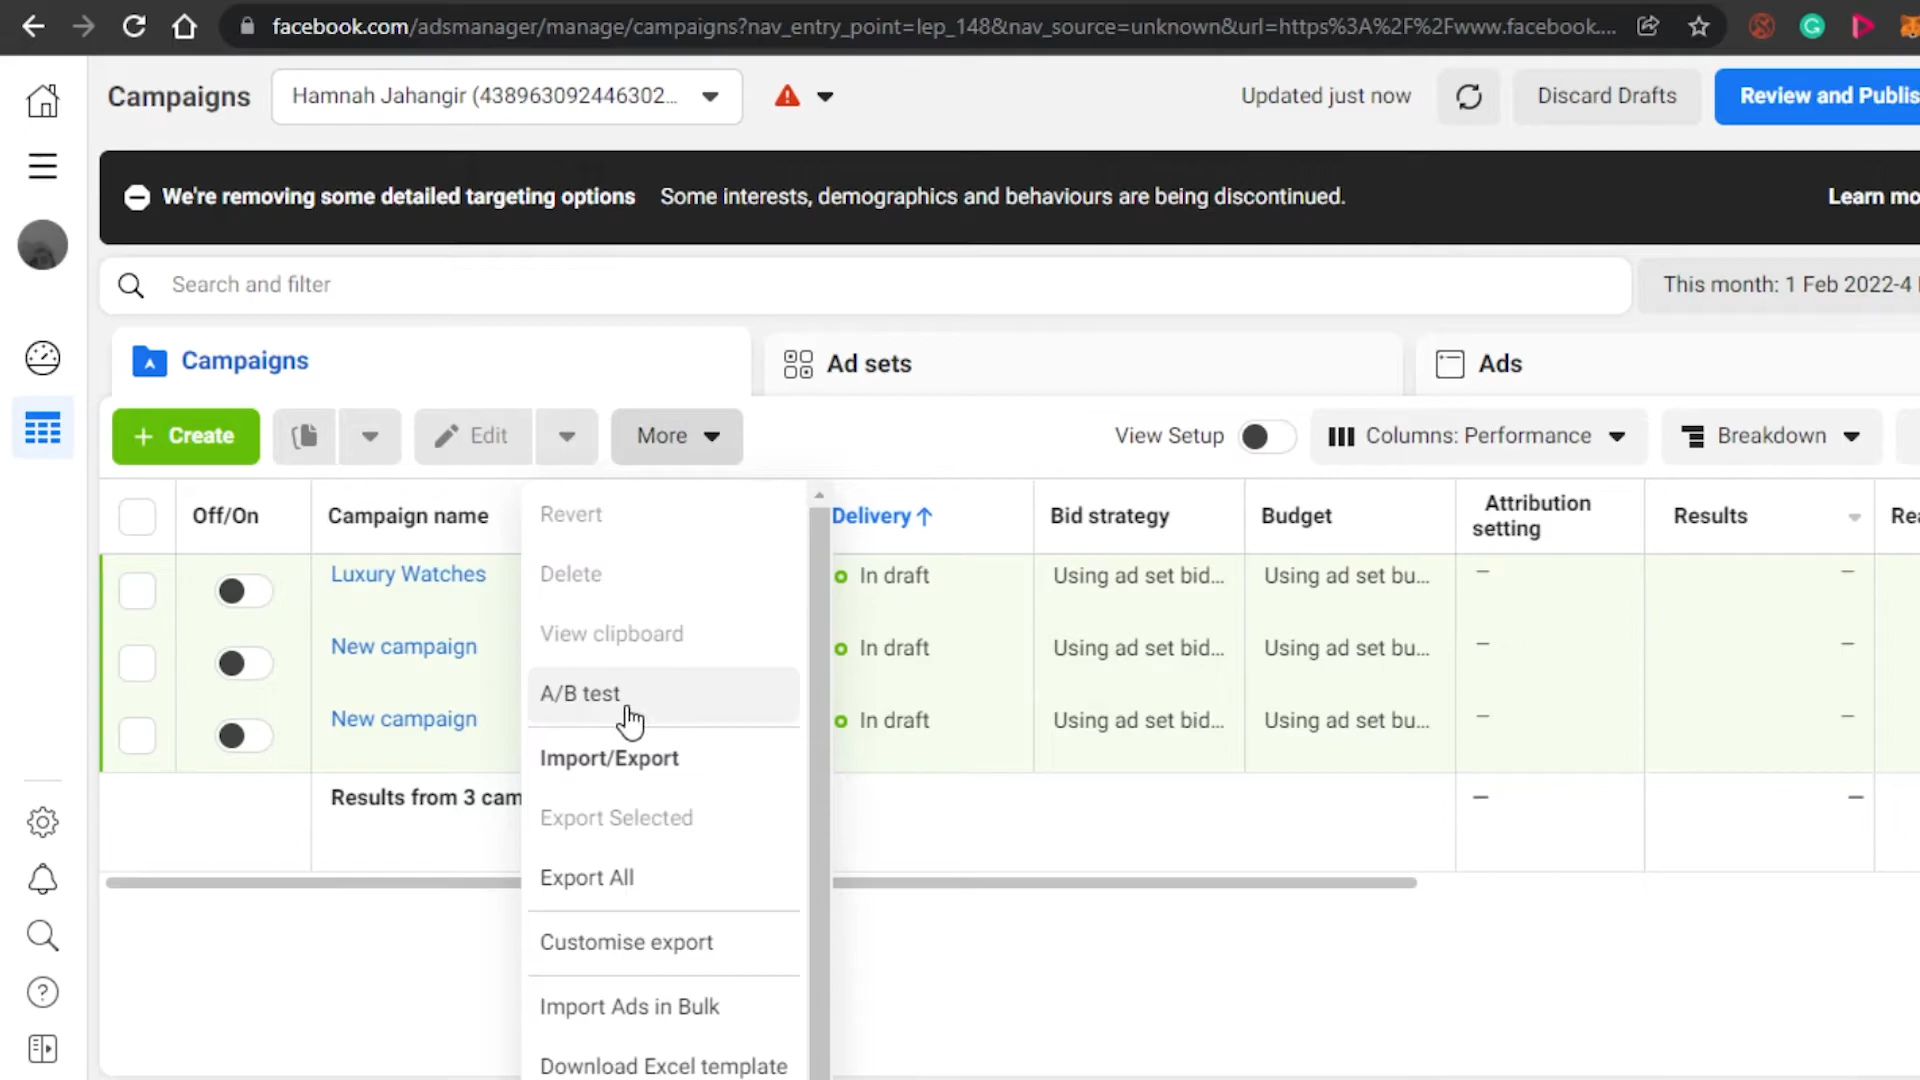 facebook.com/adsmanager/manage/campaigns?nav_entry_point=lep_148&nav_source=unknown&url=https%3A%2F%2Fwww.facebook....
Campaigns
Hamnah Jahangir (438963092446302...
Updated just now
Discard Drafts
Review and Publis
We're removing some detailed targeting options Some interests, demographics and behaviours are being discontinued.
Learn mo
Search and filter
This month: 1 Feb 2022-4
Campaigns
Ad sets
Ads
+ Create
Edit
More
View Setup
Columns: Performance
Breakdown
Off/On
Campaign name
Delivery ↑
Bid strategy
Budget
Attribution
setting
Results
Rea
Luxury Watches
In draft
Using ad set bid...
Using ad set bu...
—
—
New campaign
In draft
Using ad set bid...
Using ad set bu...
—
—
New campaign
In draft
Using ad set bid...
Using ad set bu...
—
—
Results from 3 cam
—
—
Revert
Delete
View clipboard
A/B test
Import/Export
Export Selected
Export All
Customise export
Import Ads in Bulk
Download Excel template